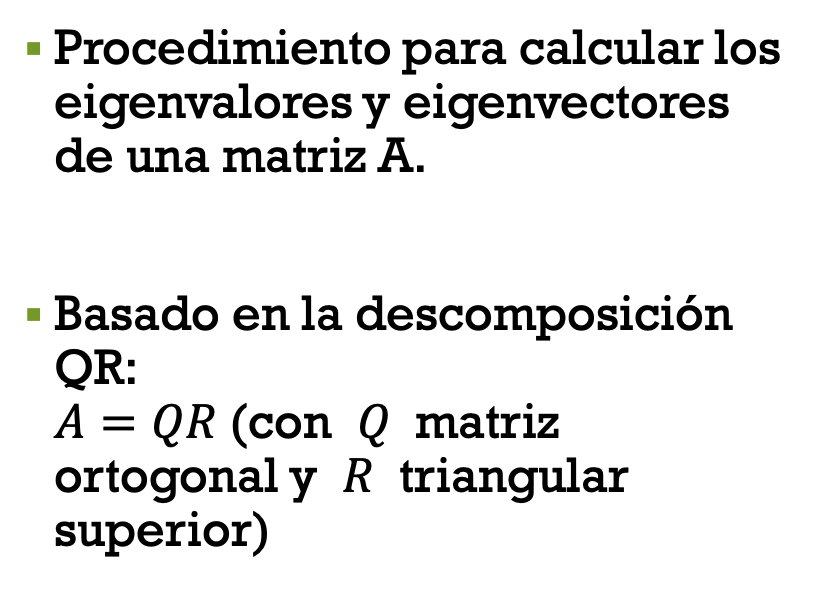 ▪ Procedimiento para calcular los
eigenvalores y eigenvectores
de una matriz A.
▪ Basado en la descomposición
QR:
𝐴 = 𝑄𝑅 (con 𝑄 matriz
ortogonal y 𝑅 triangular
superior)